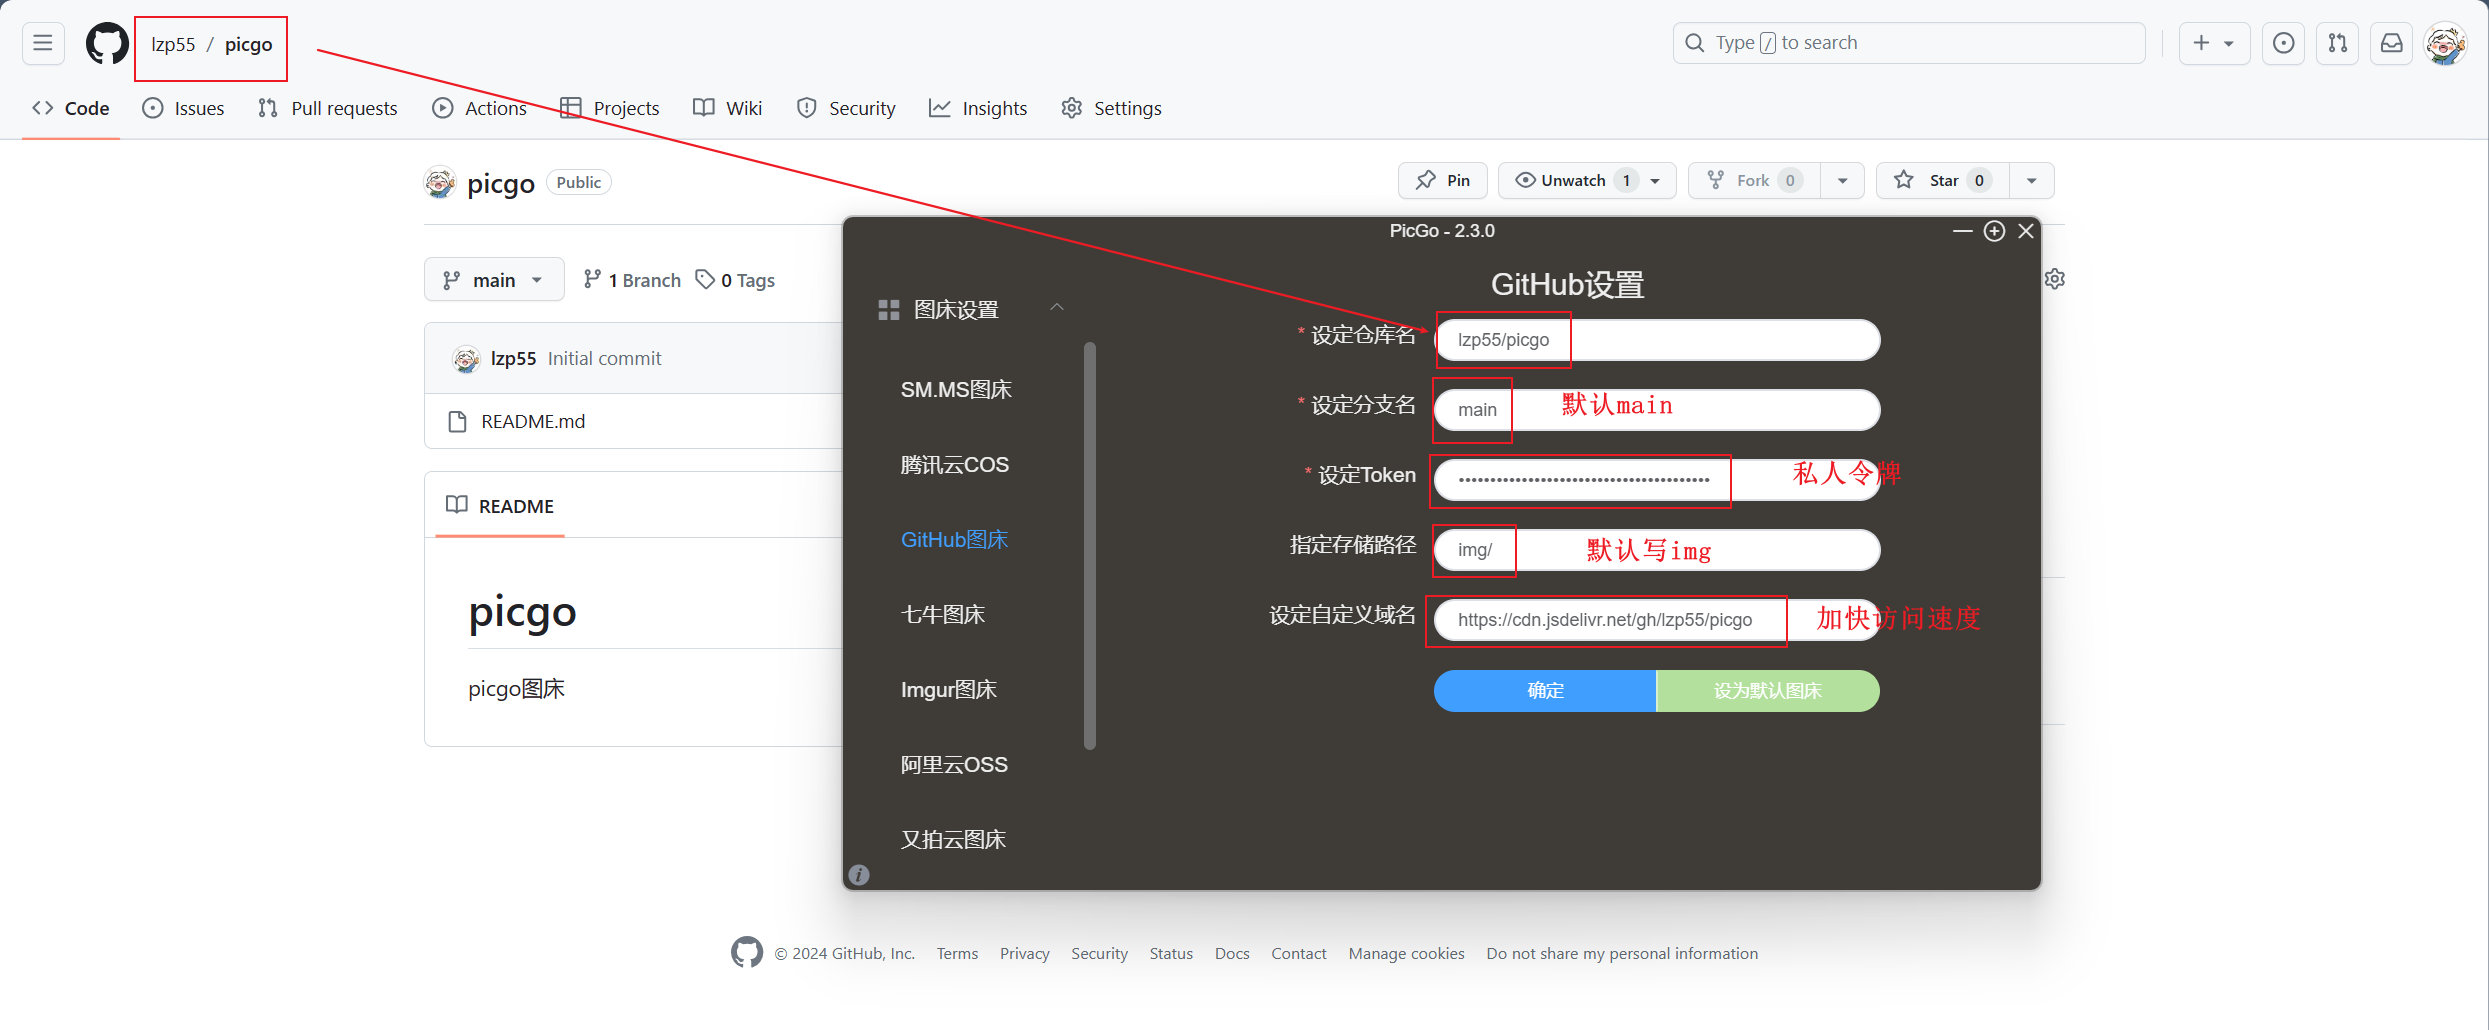 lzp55 / picgo
Type / to search
Code Issues Pull requests Actions Projects Wiki Security Insights Settings
picgo Public
Pin Unwatch 1 Fork 0 Star 0
main 1 Branch 0 Tags
lzp55 Initial commit
README.md
README
picgo
picgo图床
PicGo - 2.3.0
图床设置
SM.MS图床
腾讯云COS
GitHub图床
七牛图床
Imgur图床
阿里云OSS
又拍云图床
GitHub设置
* 设定仓库名 lzp55/picgo
* 设定分支名 main 默认main
* 设定Token 私人令牌
指定存储路径 img/ 默认写img
设定自定义域名 https://cdn.jsdelivr.net/gh/lzp55/picgo 加快访问速度
确定 设为默认图床
© 2024 GitHub, Inc. Terms Privacy Security Status Docs Contact Manage cookies Do not share my personal information